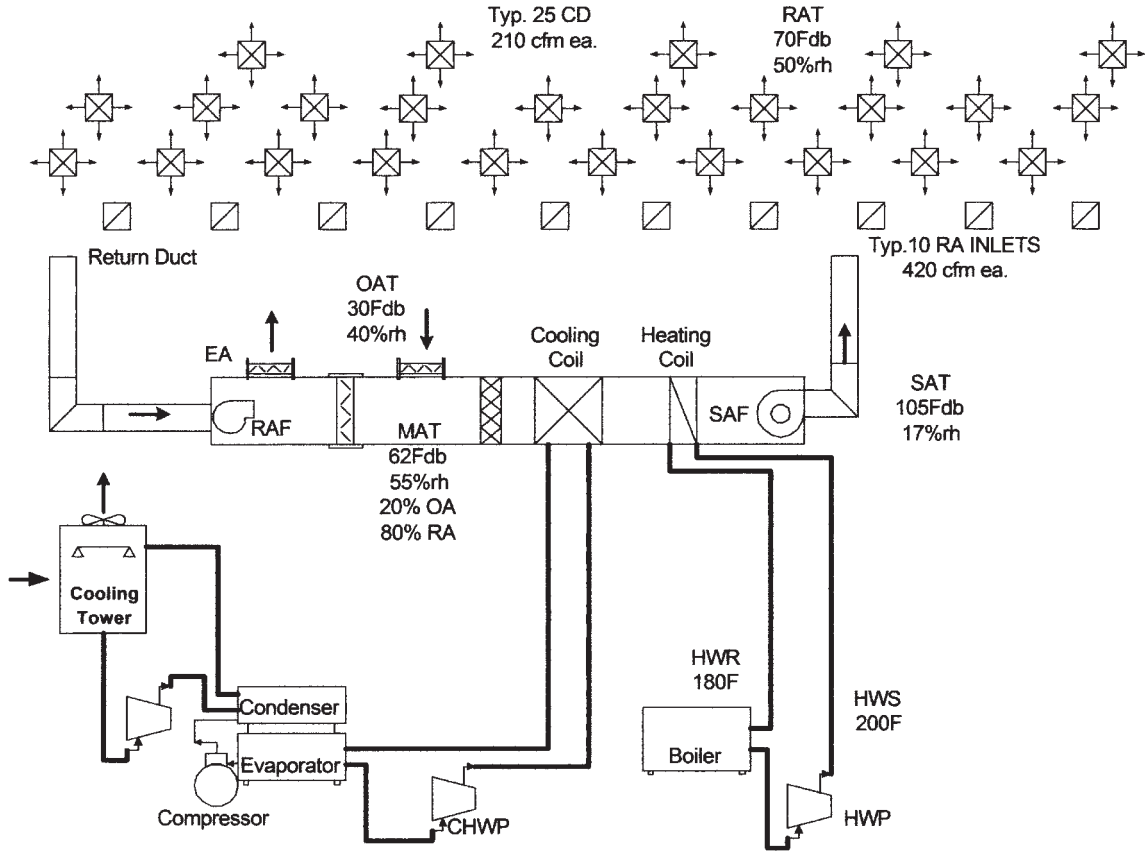 Typ. 25 CD
210 cfm ea.
RAT
70Fdb
50%rh
Return Duct
Typ.10 RA INLETS
420 cfm ea.
OAT
30Fdb
40%rh
EA
Cooling
Coil
Heating
Coil
RAF
SAF
MAT
62Fdb
55%rh
20% OA
80% RA
SAT
105Fdb
17%rh
Cooling
Tower
Condenser
Evaporator
Compressor
CHWP
HWR
180F
HWS
200F
Boiler
HWP